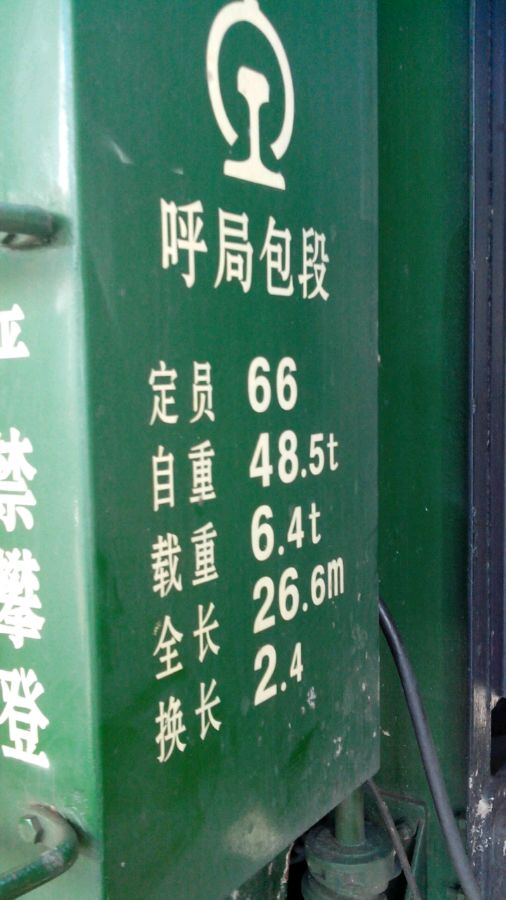 呼局包段
定员 66
自重 48.5t
载重 6.4t
全长 26.6m
换长 2.4
严
禁
攀
登